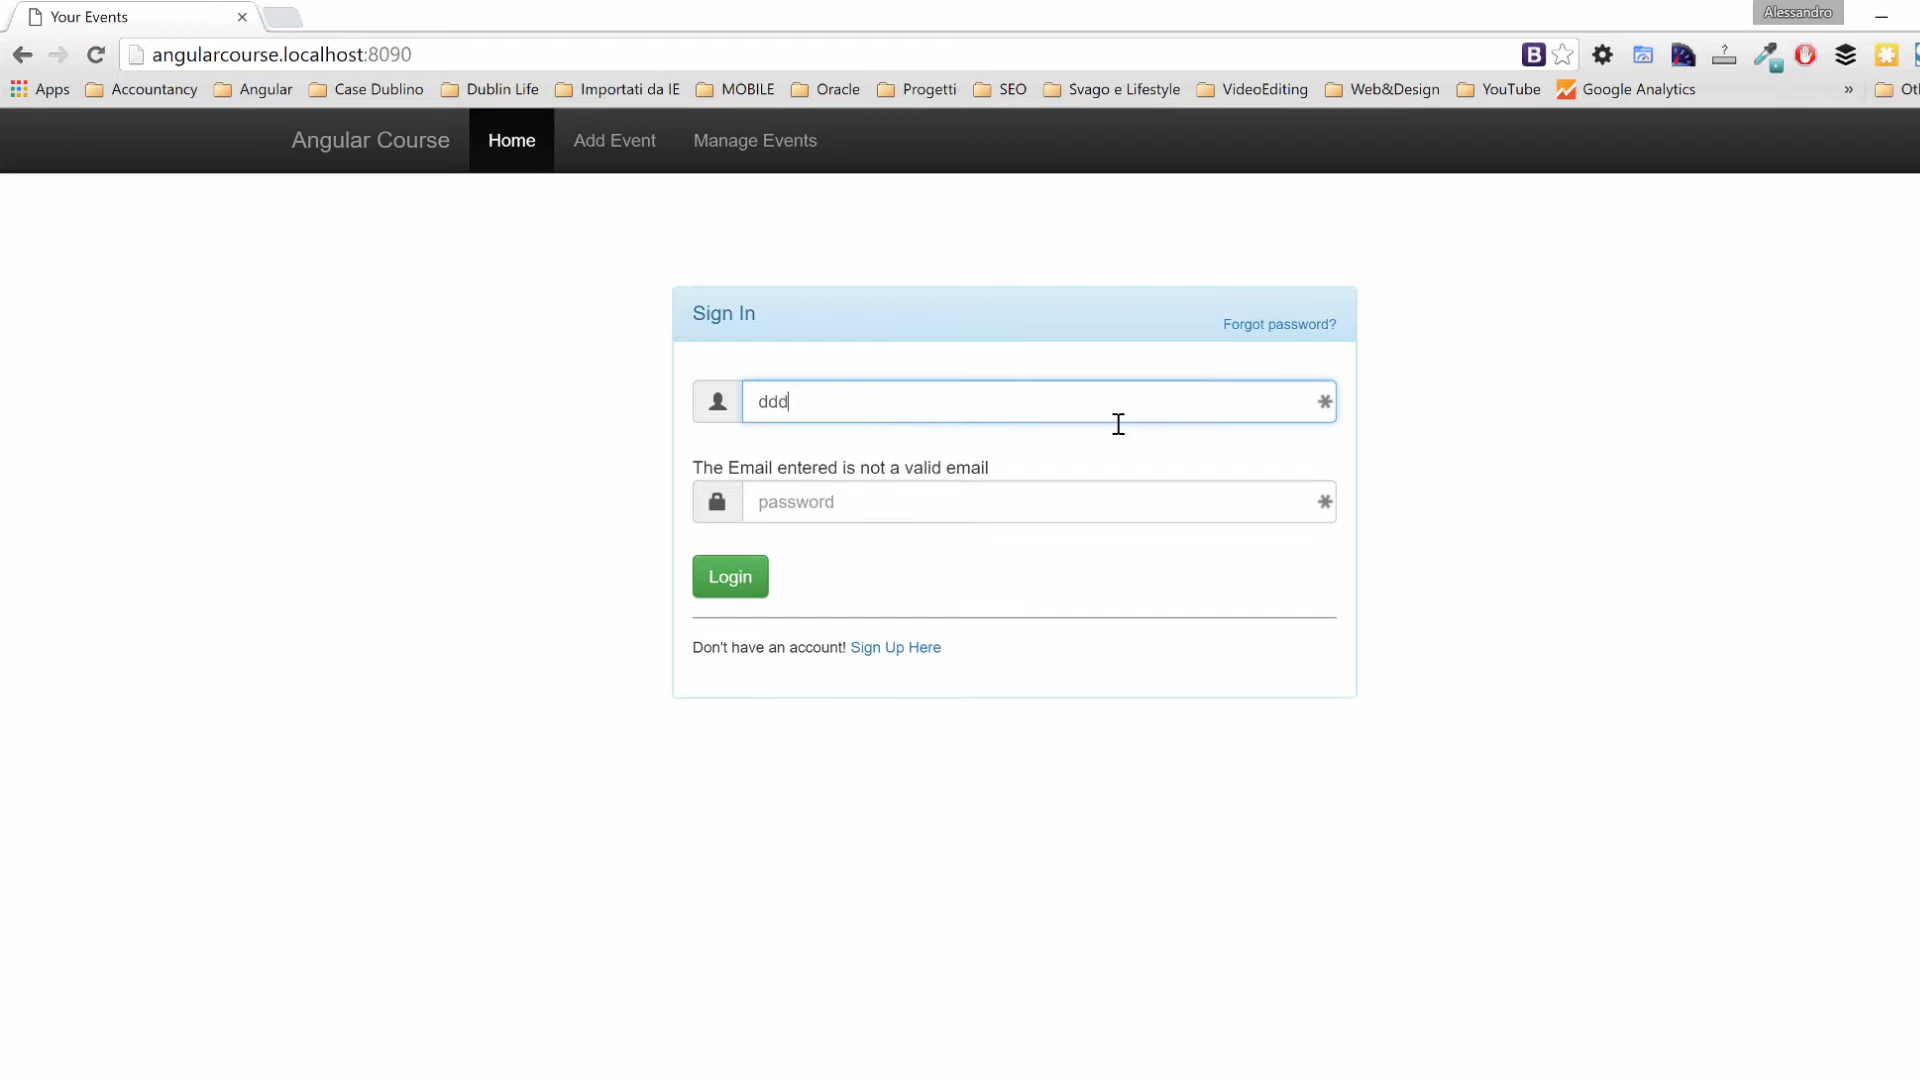 Your Events
Alessandro
angularcourse.localhost:8090
Apps Accountancy Angular Case Dublino Dublin Life Importati da IE MOBILE Oracle Progetti SEO Svago e Lifestyle VideoEditing Web&Design YouTube Google Analytics »
Angular Course Home Add Event Manage Events
Sign In
Forgot password?
ddd
The Email entered is not a valid email
password
Login
Don't have an account! Sign Up Here